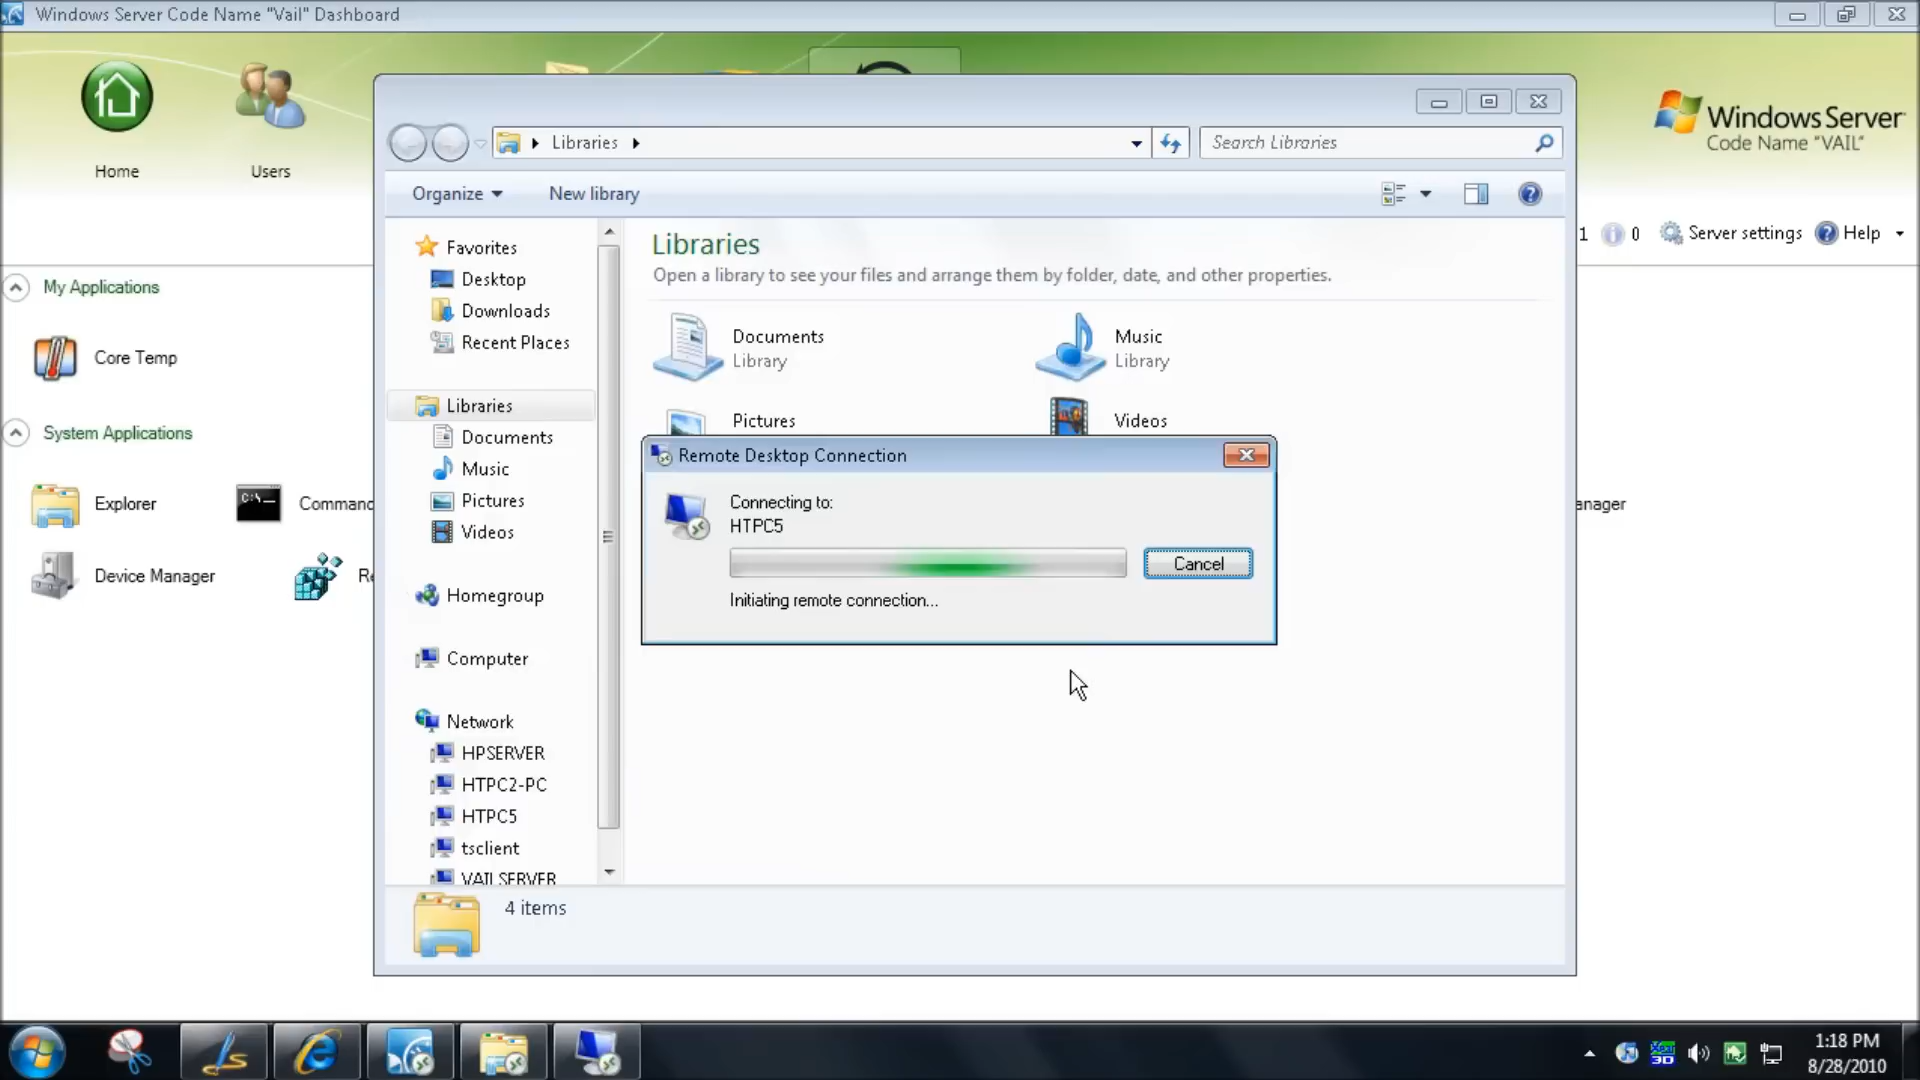 Windows Server Code Name "Vail" Dashboard
Home
Users
Windows Server
Code Name "VAIL"
Libraries
Search Libraries
Organize
New library
1
0
Server settings
Help
My Applications
Core Temp
System Applications
Explorer
Device Manager
Favorites
Desktop
Downloads
Recent Places
Libraries
Documents
Music
Pictures
Videos
Homegroup
Computer
Network
HPSERVER
HTPC2-PC
HTPC5
tsclient
VAILSERVER
Libraries
Open a library to see your files and arrange them by folder, date, and other properties.
Documents
Library
Music
Library
Pictures
Videos
Remote Desktop Connection
Connecting to:
HTPC5
Cancel
Initiating remote connection...
4 items
C:\
3D
1:18 PM
8/28/2010